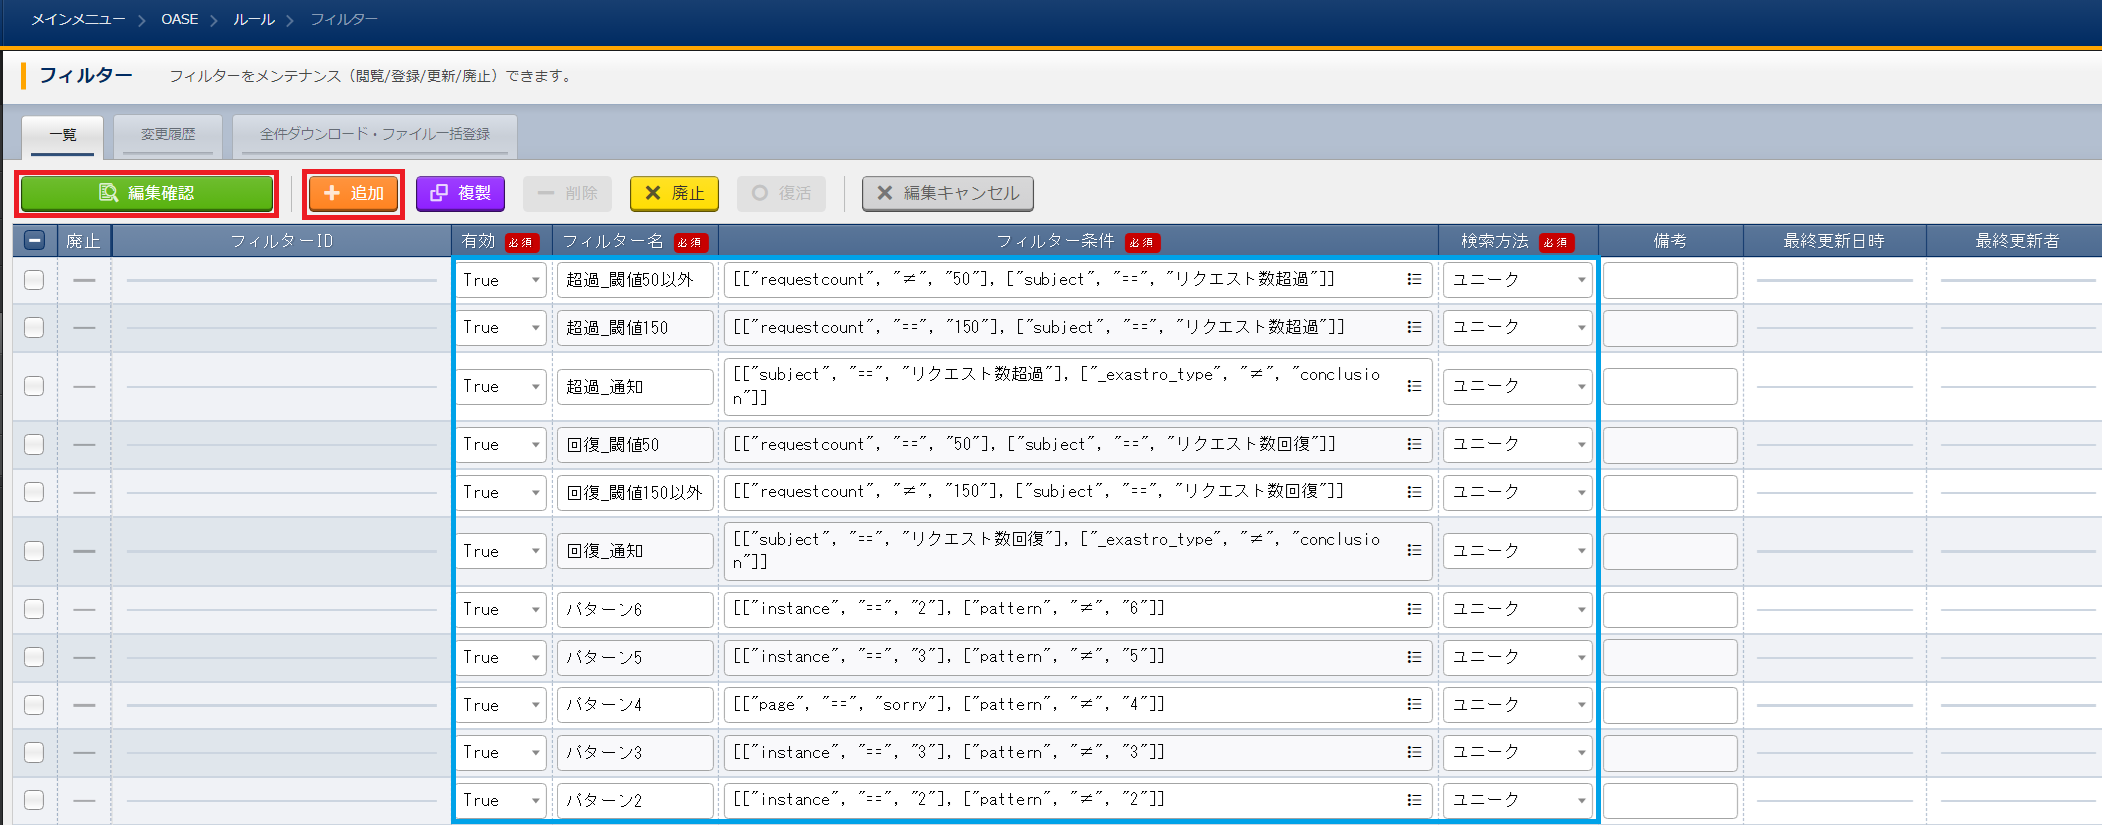 メインメニュー > OASE > ルール > フィルター
フィルター フィルターをメンテナンス（閲覧/登録/更新/廃止）できます。
一覧 変更履歴 全件ダウンロード・ファイル一括登録
編集確認 追加 複製 削除 廃止 復活 編集キャンセル
廃止 フィルターID 有効 必須 フィルター名 必須 フィルター条件 必須 検索方法 必須 備考 最終更新日時 最終更新者
True 超過_閾値50以外 [["requestcount", "≠", "50"], ["subject", "==", "リクエスト数超過"]] ユニーク
True 超過_閾値150 [["requestcount", "==", "150"], ["subject", "==", "リクエスト数超過"]] ユニーク
True 超過_通知 [["subject", "==", "リクエスト数超過"], ["_exastro_type", "≠", "conclusio
n"]] ユニーク
True 回復_閾値50 [["requestcount", "==", "50"], ["subject", "==", "リクエスト数回復"]] ユニーク
True 回復_閾値150以外 [["requestcount", "≠", "150"], ["subject", "==", "リクエスト数回復"]] ユニーク
True 回復_通知 [["subject", "==", "リクエスト数回復"], ["_exastro_type", "≠", "conclusio
n"]] ユニーク
True パターン6 [["instance", "==", "2"], ["pattern", "≠", "6"]] ユニーク
True パターン5 [["instance", "==", "3"], ["pattern", "≠", "5"]] ユニーク
True パターン4 [["page", "==", "sorry"], ["pattern", "≠", "4"]] ユニーク
True パターン3 [["instance", "==", "3"], ["pattern", "≠", "3"]] ユニーク
True パターン2 [["instance", "==", "2"], ["pattern", "≠", "2"]] ユニーク